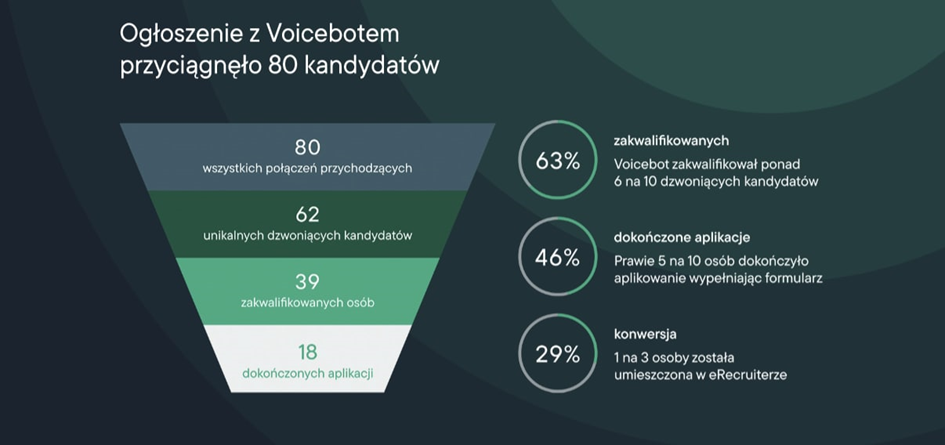 Ogłoszenie z Voicebotem
przyciągnęło 80 kandydatów
80
wszystkich połączeń przychodzących
62
unikalnych dzwoniących kandydatów
39
zakwalifikowanych osób
18
dokończonych aplikacji
63%
zakwalifikowanych
Voicebot zakwalifikował ponad
6 na 10 dzwoniących kandydatów
46%
dokończone aplikacje
Prawie 5 na 10 osób dokończyło
aplikowanie wypełniając formularz
29%
konwersja
1 na 3 osoby została
umieszczona w eRecruiterze